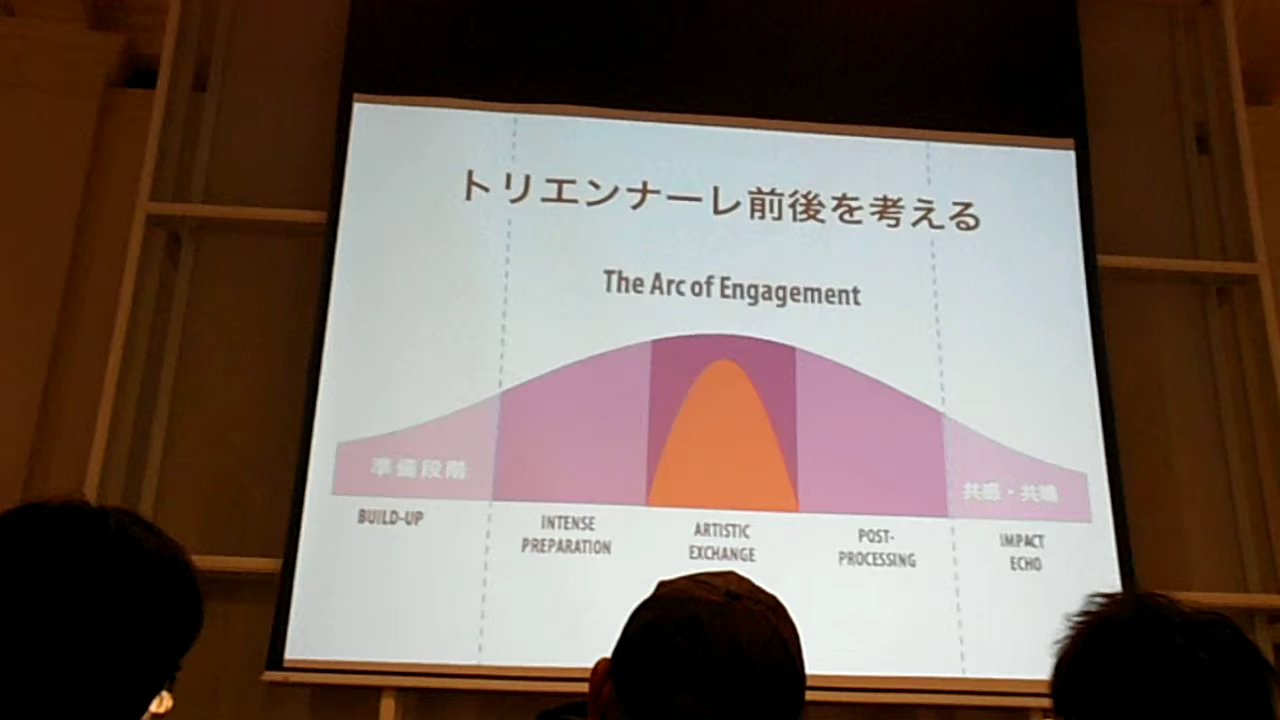 トリエンナーレ前後を考える
The Arc of Engagement
準備段階
共感・共鳴
BUILD-UP
INTENSE
PREPARATION
ARTISTIC
EXCHANGE
POST-
PROCESSING
IMPACT
ECHO